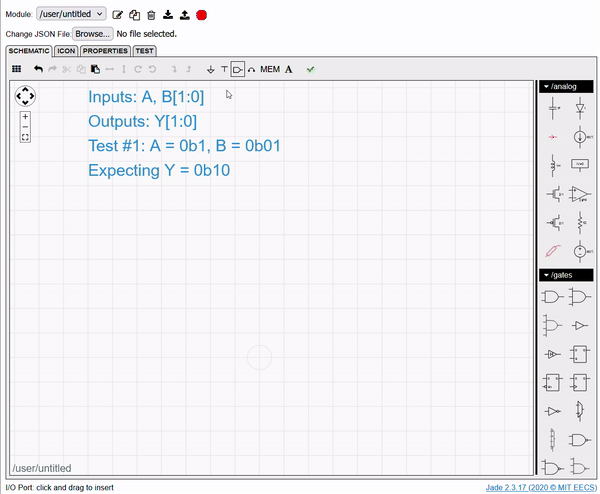 Module: /user/untitled
Change JSON File: Browse... No file selected.
SCHEMATIC ICON PROPERTIES TEST
MEM A
Inputs: A, B[1:0]
Outputs: Y[1:0]
Test #1: A = 0b1, B = 0b01
Expecting Y = 0b10
/analog
/gates
/user/untitled
I/O Port: click and drag to insert
Jade 2.3.17 (2020 © MIT EECS)